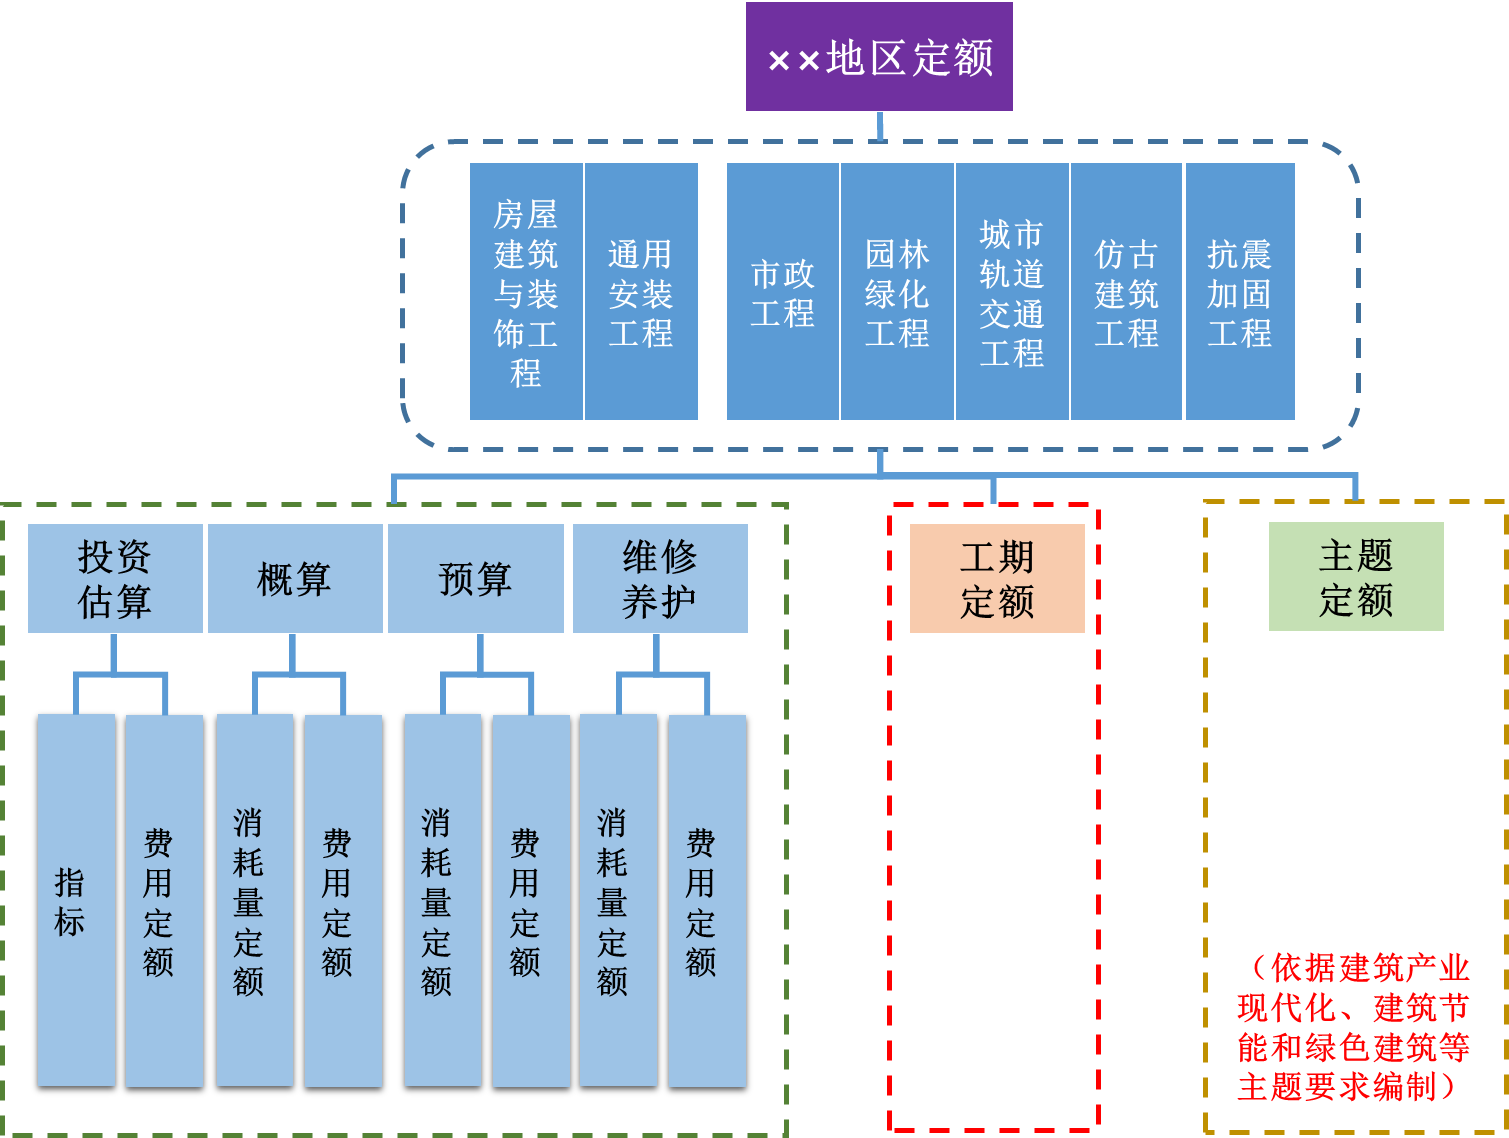 ××地区定额
房屋
建筑
与装
饰工
程
通用
安装
工程
市政
工程
园林
绿化
工程
城市
轨道
交通
工程
仿古
建筑
工程
抗震
加固
工程
投资
估算
概算
预算
维修
养护
工期
定额
主题
定额
指标
费用定额
消耗量定额
费用定额
消耗量定额
费用定额
消耗量定额
费用定额
（依据建筑产业
现代化、建筑节
能和绿色建筑等
主题要求编制）